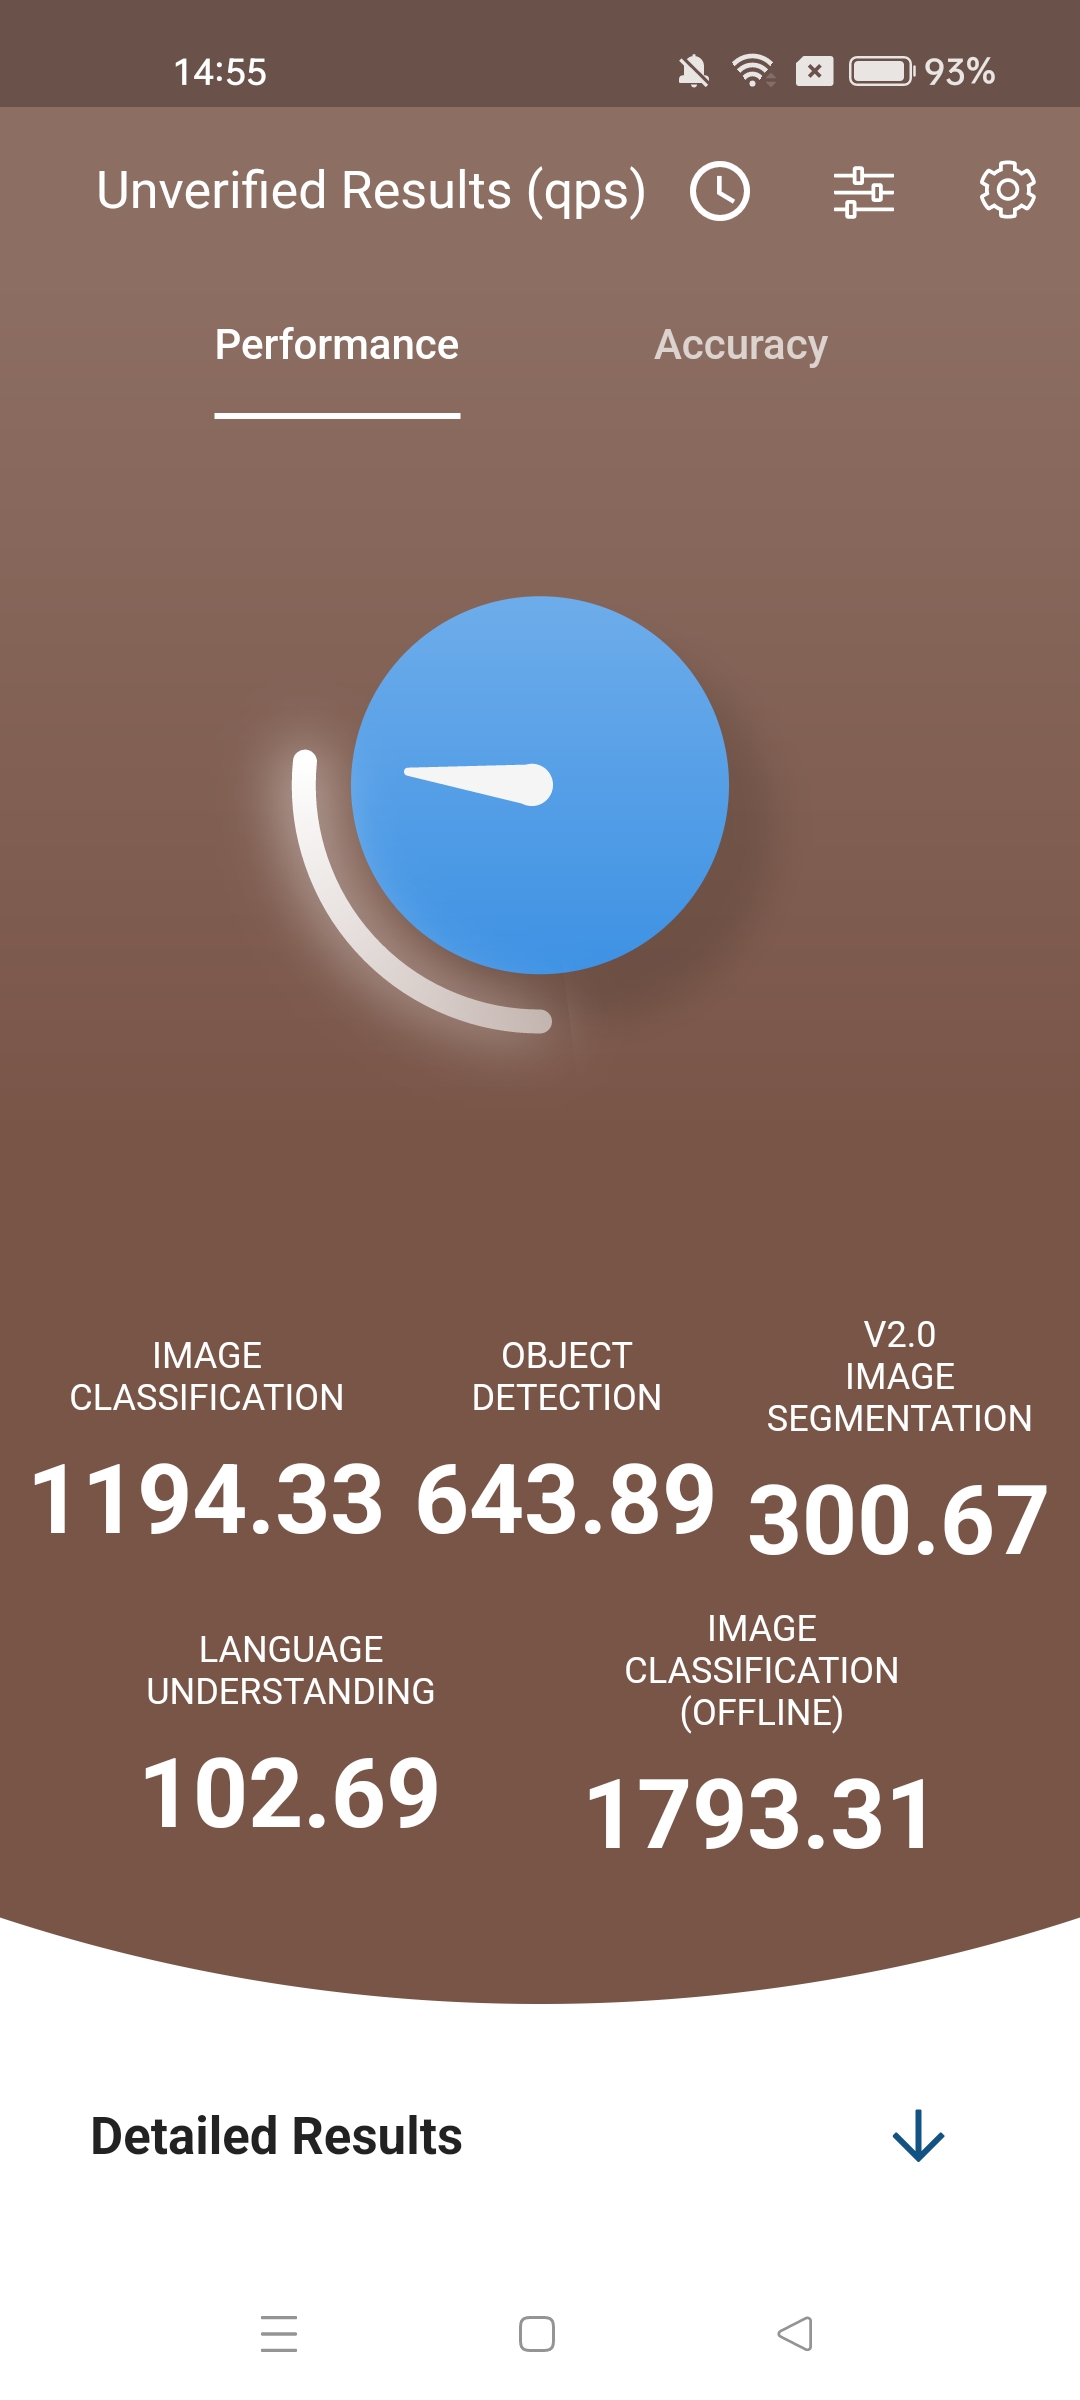 14:55
93%
Unverified Results (qps)
Performance
Accuracy
IMAGE
CLASSIFICATION
1194.33
OBJECT
DETECTION
643.89
V2.0
IMAGE
SEGMENTATION
300.67
LANGUAGE
UNDERSTANDING
102.69
IMAGE
CLASSIFICATION
(OFFLINE)
1793.31
Detailed Results